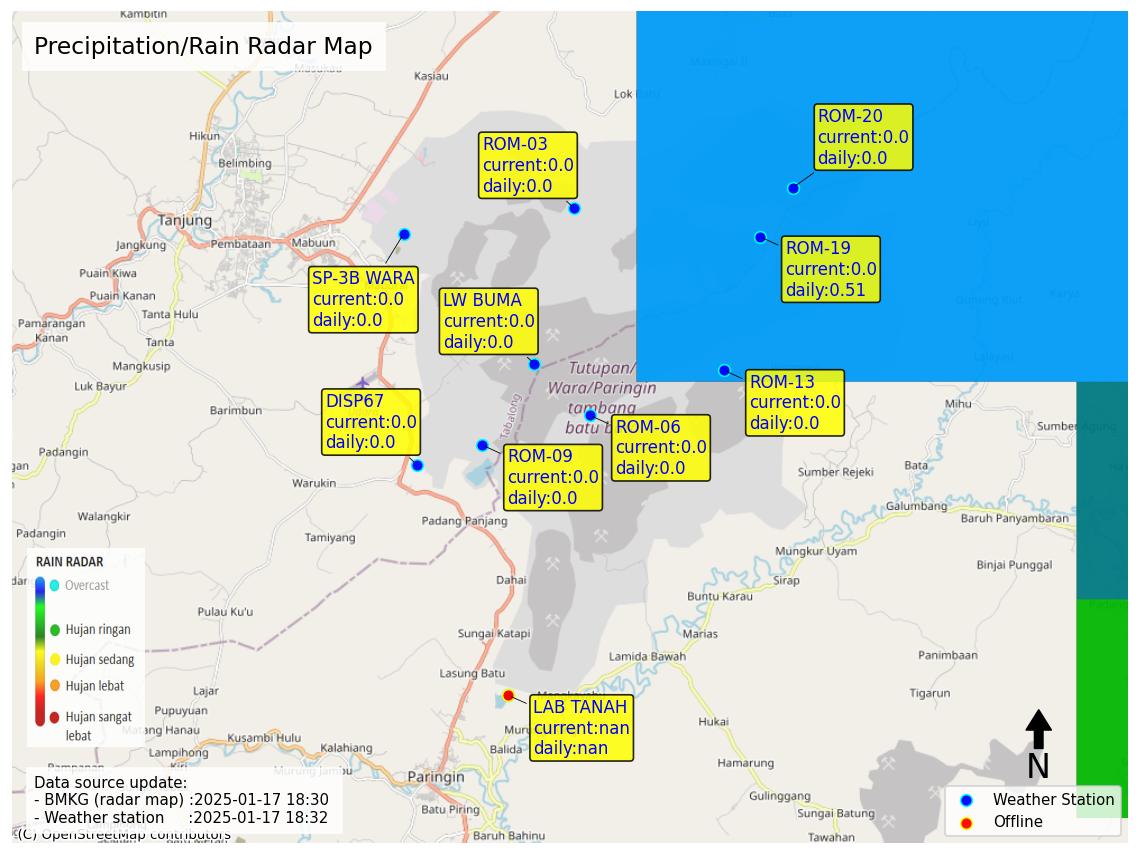 Kambitin
Precipitation/Rain Radar Map
Kasiau
Hikun
Belimbing
Tanjung
Jangkung
Pembataan
Mabuun
Puain Kiwa
Puain Kanan
Tanta Hulu
Pamarangan
Kanan
Tanta
Mangkusip
Luk Bayur
Barimbun
ROM-03
current:0.0
daily:0.0
ROM-20
current:0.0
daily:0.0
ROM-19
current:0.0
daily:0.51
SP-3B WARA
current:0.0
daily:0.0
LW BUMA
current:0.0
daily:0.0
Tutupan/
Wara/Paringin
tambang
batu
ROM-13
current:0.0
daily:0.0
DISP67
current:0.0
daily:0.0
Tabalong
ROM-06
current:0.0
daily:0.0
ROM-09
current:0.0
daily:0.0
Mihu
Sumber Agung
Bata
Sumber Rejeki
Galumbang
Baruh Panyambaran
Warukin
Walangkir
Padangin
Padang Panjang
Tamiyang
Mungkur Uyam
Binjai Punggal
Sirap
Buntu Karau
Dahai
Pulau Ku'u
Sungai Katapi
Marias
Lamida Bawah
Panimbaan
Lasung Batu
Tigarun
Lajar
Pupuyuan
Matang Hanau
Kusambi Hulu
Lampihong
Kalahiang
Murung Jambu
Hukai
Balida
Hamarung
Paringin
Gulinggang
Batu Piring
Sungai Batung
Baruh Bahinu
Tawahan
LAB TANAH
current:nan
daily:nan
RAIN RADAR
Overcast
Hujan ringan
Hujan sedang
Hujan lebat
Hujan sangat
lebat
Data source update:
- BMKG (radar map) :2025-01-17 18:30
- Weather station :2025-01-17 18:32
(C) OpenStreetMap contributors
N
Weather Station
Offline